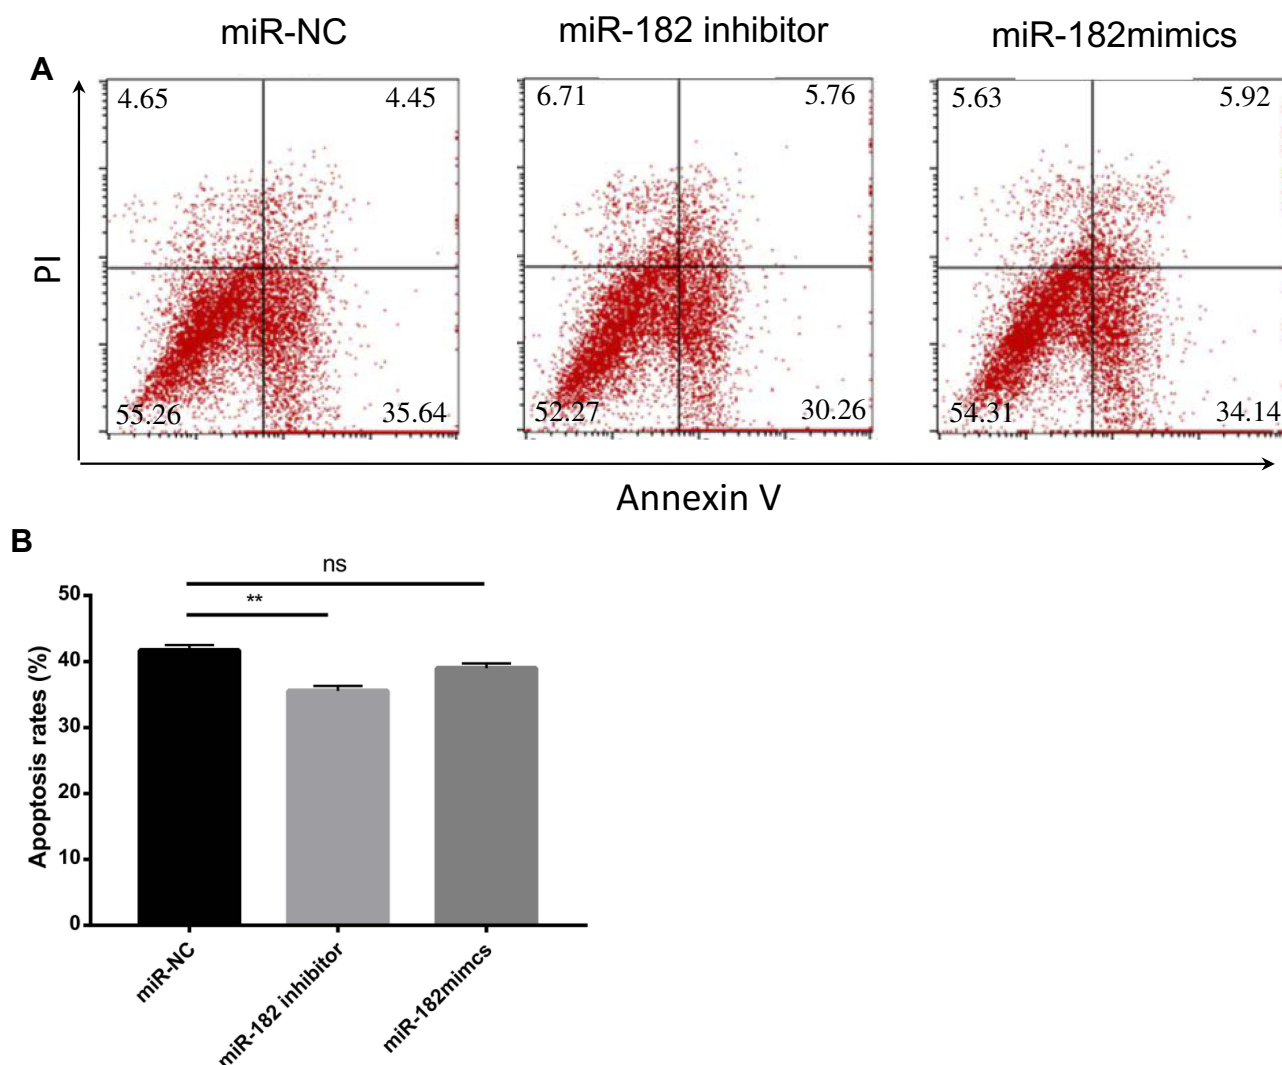 miR-NC
miR-182 inhibitor
miR-182mimics
A
4.65
4.45
6.71
5.76
5.63
5.92
PI
55.26
35.64
52.27
30.26
54.31
34.14
Annexin V
B
ns
**
50
40
30
20
10
0
Apoptosis rates (%)
miR-NC
miR-182 inhibitor
miR-182mimcs